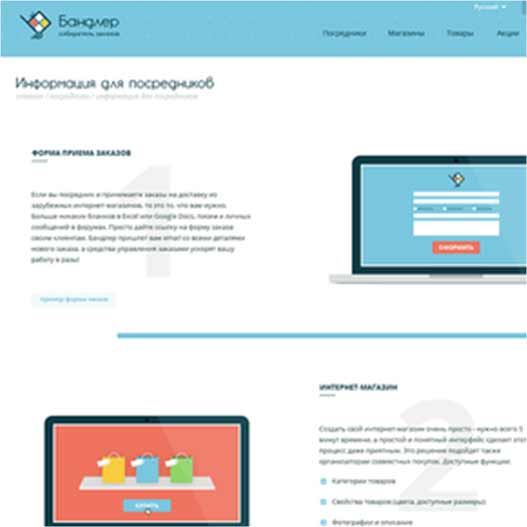 Русский
Бандлер
собиратель заказов
Посредники Магазины Товары Акции
Информация для посредников
главная / посредники / информация для посредников
ФОРМА ПРИЕМА ЗАКАЗОВ
1
Если вы посредник и принимаете заказы на доставку из
зарубежных интернет-магазинов, то это то, что вам нужно.
Больше никаких бланков в Excel или Google Docs, писем и личных
сообщений в форумах. Просто дайте ссылку на форму заказа
своим клиентам. Бандлер пришлет вам email со всеми деталями
нового заказа, а средства управления заказами ускорят вашу
работу в разы!
пример формы заказа
ОФОРМИТЬ
ИНТЕРНЕТ-МАГАЗИН
2
Создать свой интернет-магазин очень просто - нужно всего 5
минут времени, а простой и понятный интерфейс сделает этот
процесс даже приятным. Это решение подойдет также
организаторам совместных покупок. Доступные функции:
Категории товаров
Свойства товаров (цвета, доступные размеры)
Фотографии и описание
КУПИТЬ